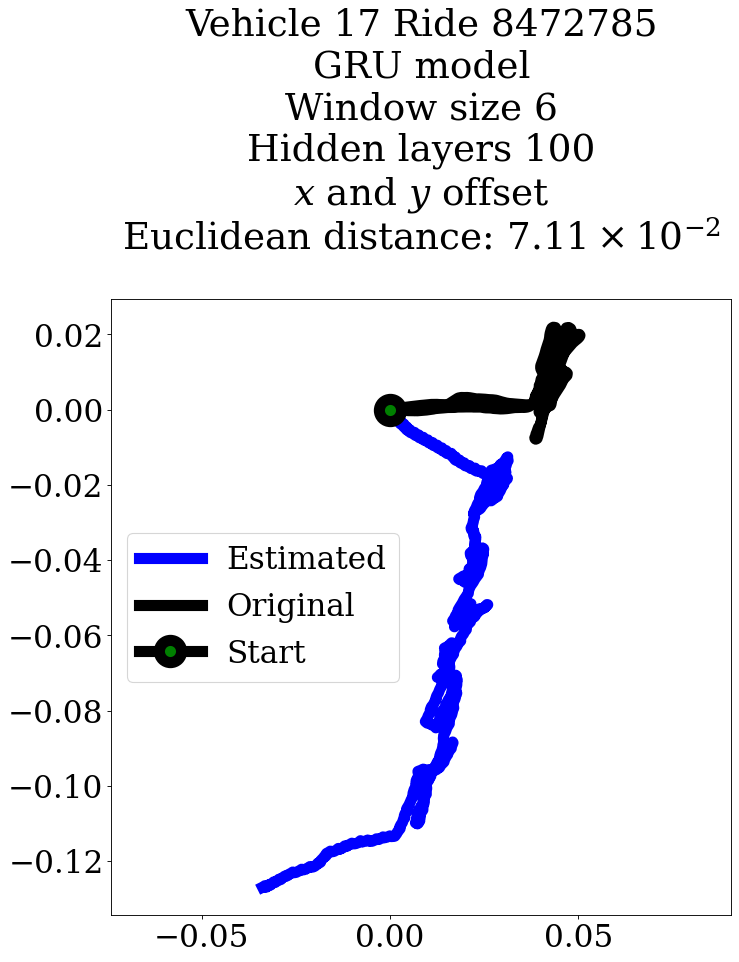 Vehicle 17 Ride 8472785
GRU model
Window size 6
Hidden layers 100
x and y offset
Euclidean distance: 7.11 × 10⁻²
0.02
0.00
−0.02
−0.04
−0.06
−0.08
−0.10
−0.12
Estimated
Original
Start
−0.05 0.00 0.05